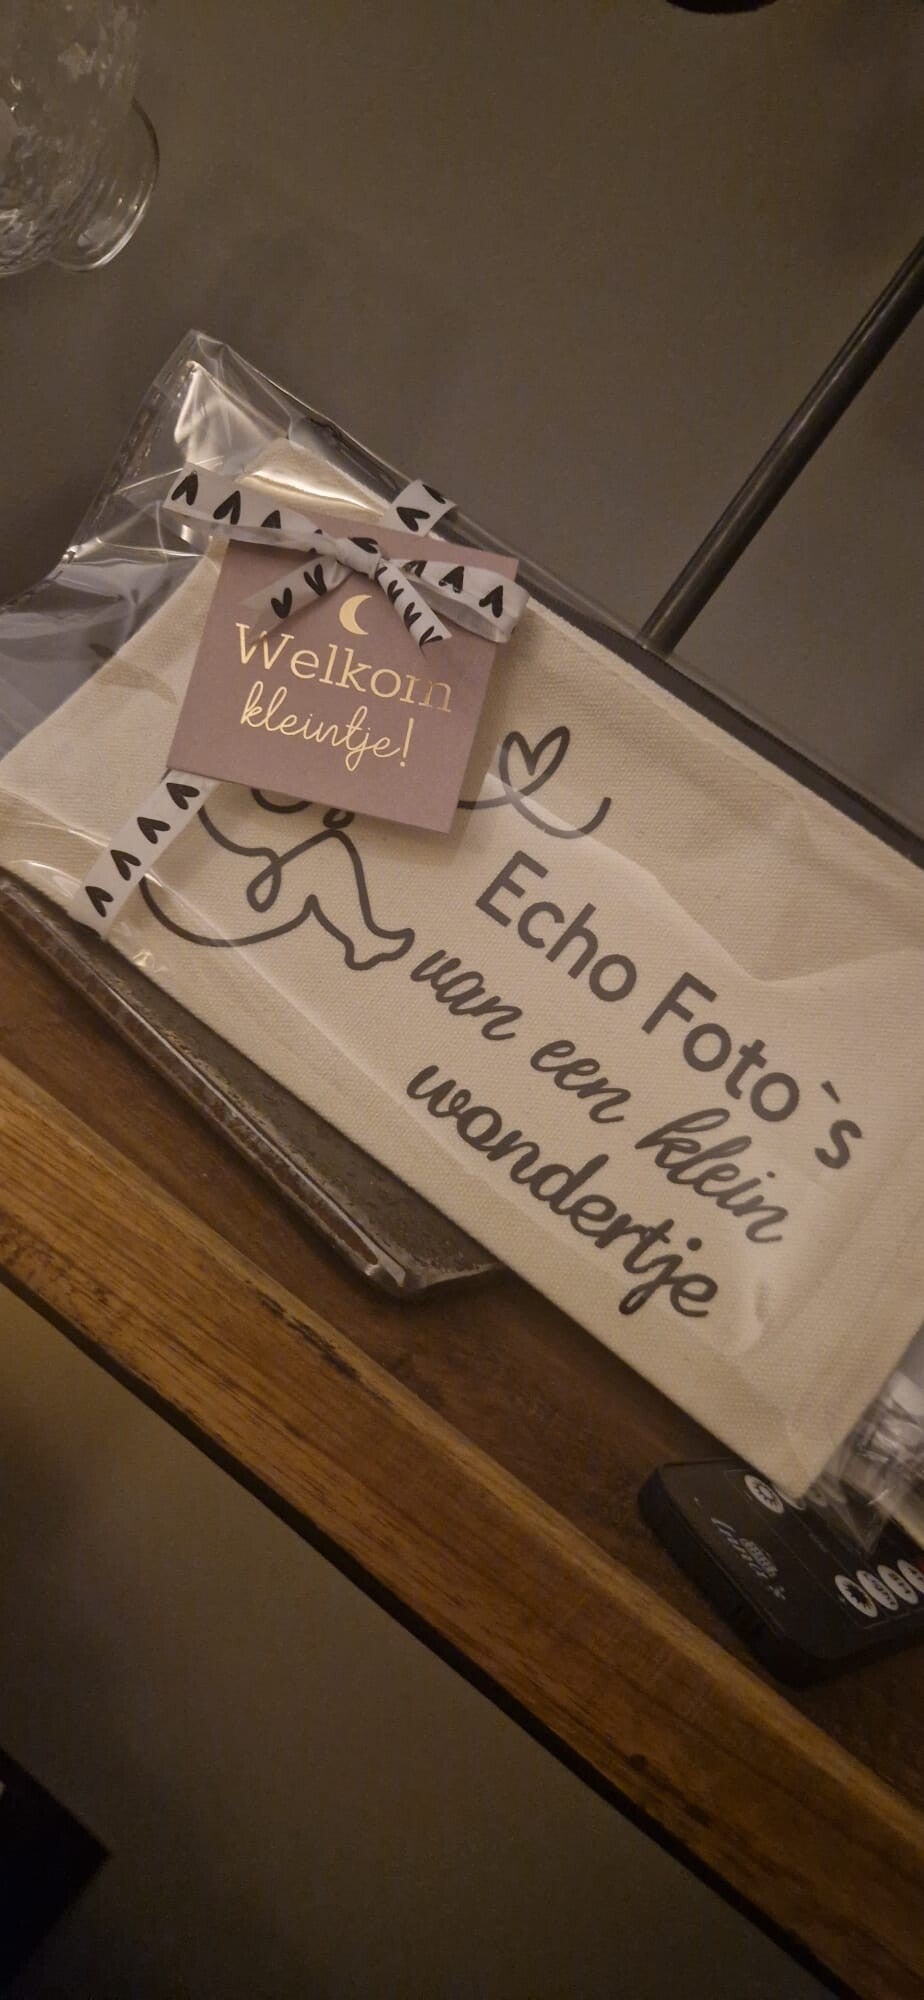 Welkom
kleintje!
Echo Foto`s
van een klein
wondertje